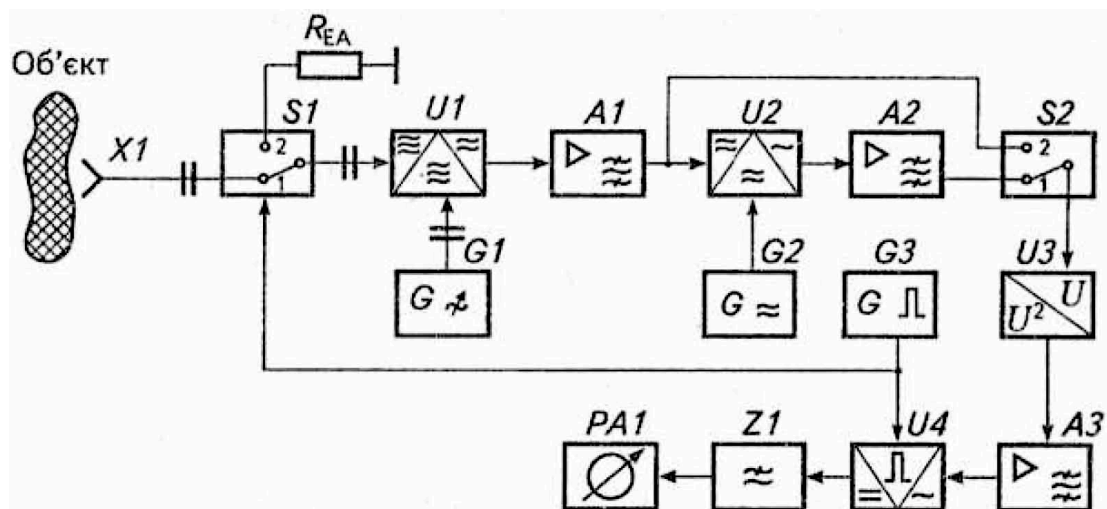 Об'єкт
X1
R_EA
S1
2
1
U1
A1
U2
A2
S2
2
1
G1
G
G2
G
G3
G
U3
U
U²
PA1
Z1
U4
A3